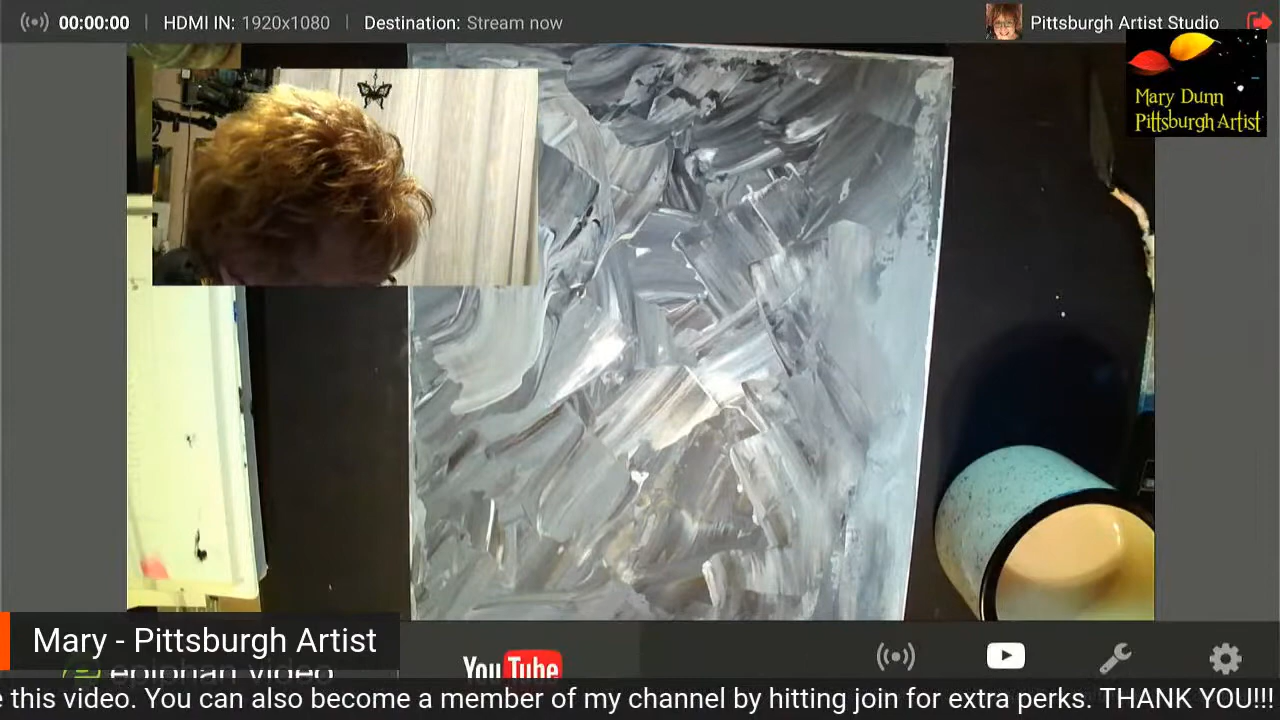 00:00:00 HDMI IN: 1920x1080 Destination: Stream now Pittsburgh Artist Studio
Mary Dunn
Pittsburgh Artist
Mary - Pittsburgh Artist
epiphan video
YouTube
this video. You can also become a member of my channel by hitting join for extra perks. THANK YOU!!!